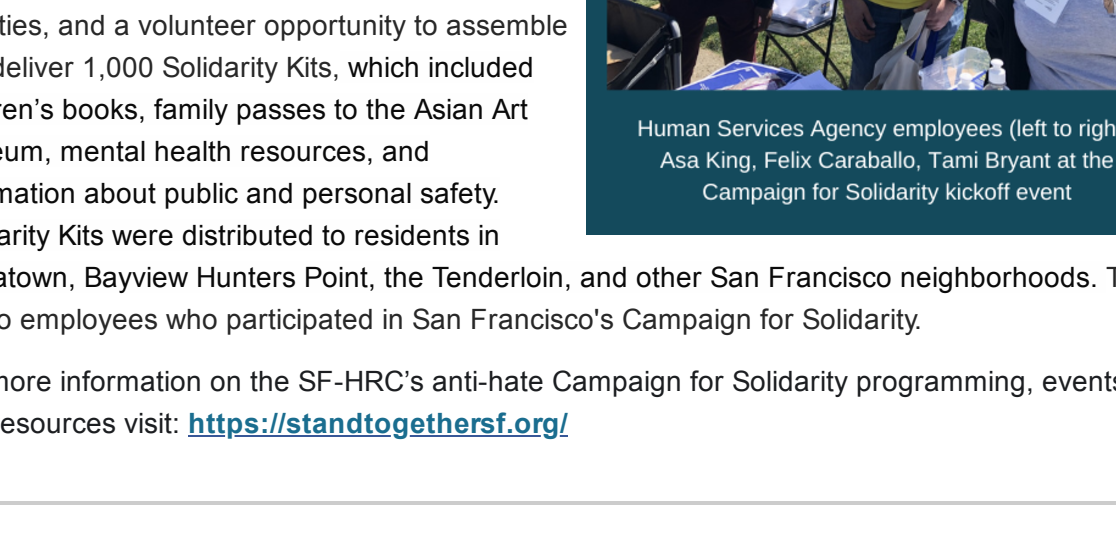 ties, and a volunteer opportunity to assemble
deliver 1,000 Solidarity Kits, which included
ren’s books, family passes to the Asian Art
eum, mental health resources, and
mation about public and personal safety.
arity Kits were distributed to residents in
atown, Bayview Hunters Point, the Tenderloin, and other San Francisco neighborhoods. T
o employees who participated in San Francisco's Campaign for Solidarity.
more information on the SF-HRC’s anti-hate Campaign for Solidarity programming, events
esources visit: https://standtogethersf.org/
Human Services Agency employees (left to righ
Asa King, Felix Caraballo, Tami Bryant at the
Campaign for Solidarity kickoff event